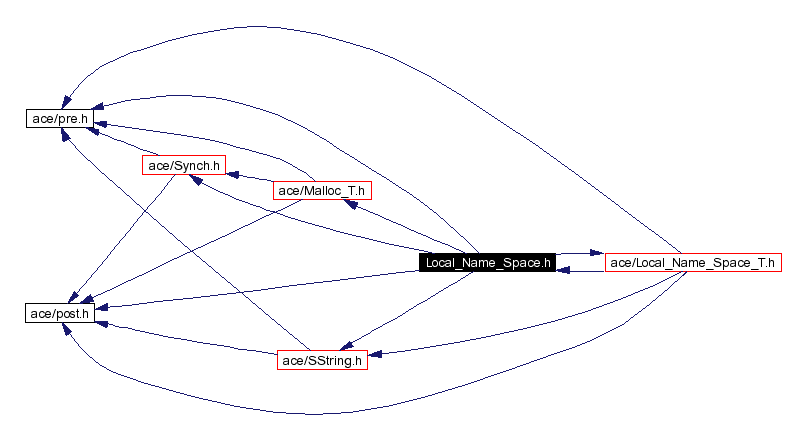 ace/pre.h
ace/Synch.h
ace/Malloc_T.h
Local_Name_Space.h
ace/Local_Name_Space_T.h
ace/post.h
ace/SString.h